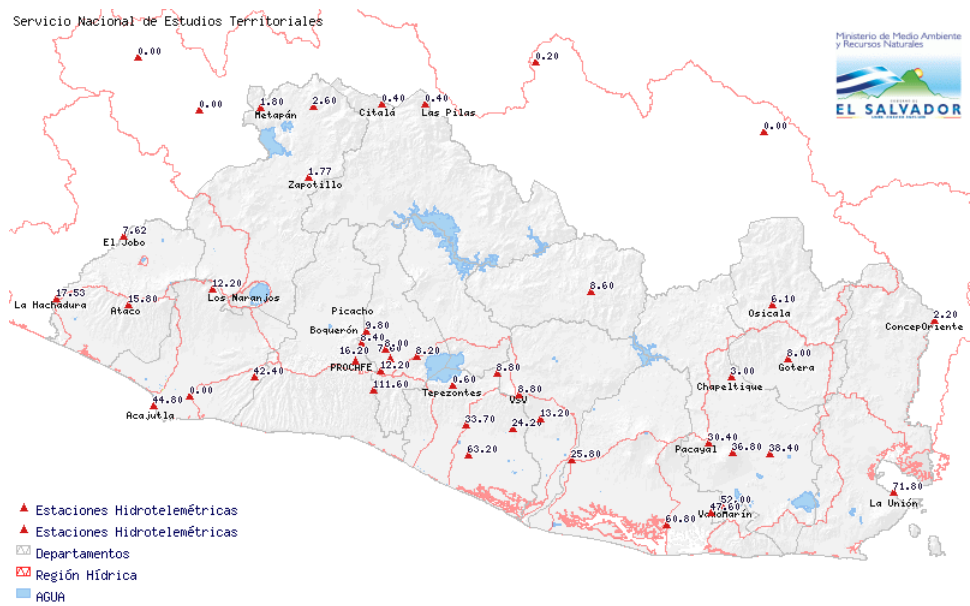 Servicio Nacional de Estudios Territoriales
Ministerio de Medio Ambiente
y Recursos Naturales
EL SALVADOR
0.00
0.20
0.00
1.80
Metapán
2.60
0.40
Citalá
0.40
Las Pilas
0.00
1.77
Zapotillo
7.62
El Jobo
12.20
Los Naranjos
17.53
La Hachadura
15.80
Ataco
8.60
6.10
Osicala
2.20
ConcepOriente
Picacho
9.80
Boquerón
8.40
8.00
8.20
16.20
PROCAFE
12.20
111.60
0.60
Tepezontes
8.80
8.80
VSV
8.00
Gotera
3.00
Chapeltique
42.40
0.00
44.80
Acajutla
33.70
24.20
13.20
63.20
25.80
30.40
Pacayal
36.80
38.40
52.00
47.60
60.80
71.80
La Unión
Estaciones Hidrotelemétricas
Estaciones Hidrotelemétricas
Departamentos
Región Hídrica
AGUA